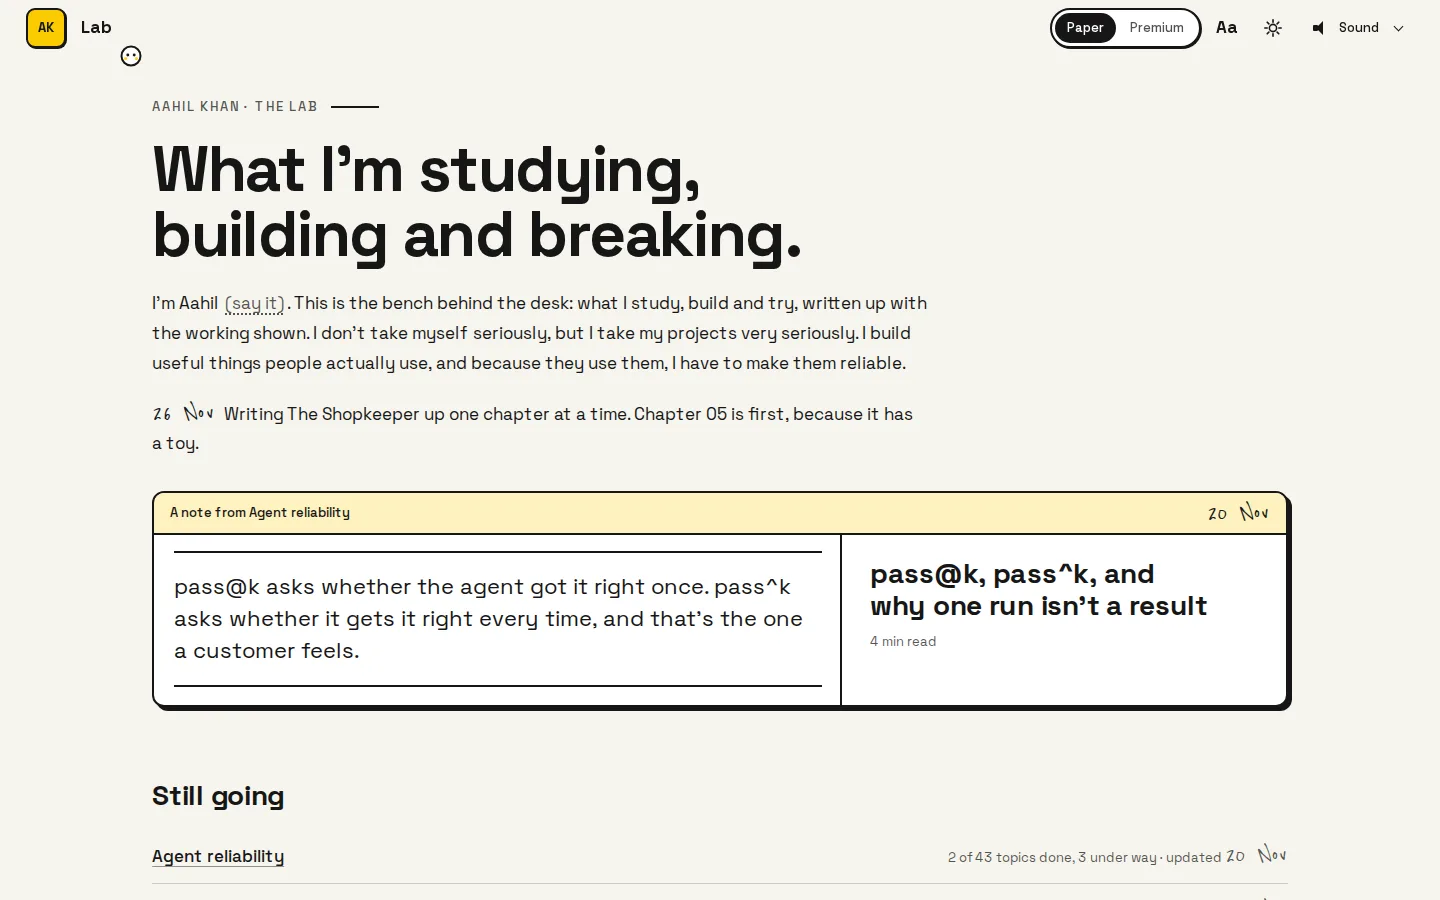 AK
Lab
Paper
Premium
Aa
Sound
AAHIL KHAN · THE LAB
What I'm studying,
building and breaking.
I'm Aahil (say it). This is the bench behind the desk: what I study, build and try, written up with
the working shown. I don't take myself seriously, but I take my projects very seriously. I build
useful things people actually use, and because they use them, I have to make them reliable.
26 Nov Writing The Shopkeeper up one chapter at a time. Chapter 05 is first, because it has
a toy.
A note from Agent reliability
20 Nov
pass@k asks whether the agent got it right once. pass^k
asks whether it gets it right every time, and that's the one
a customer feels.
pass@k, pass^k, and
why one run isn't a result
4 min read
Still going
Agent reliability
2 of 43 topics done, 3 under way · updated 20 Nov